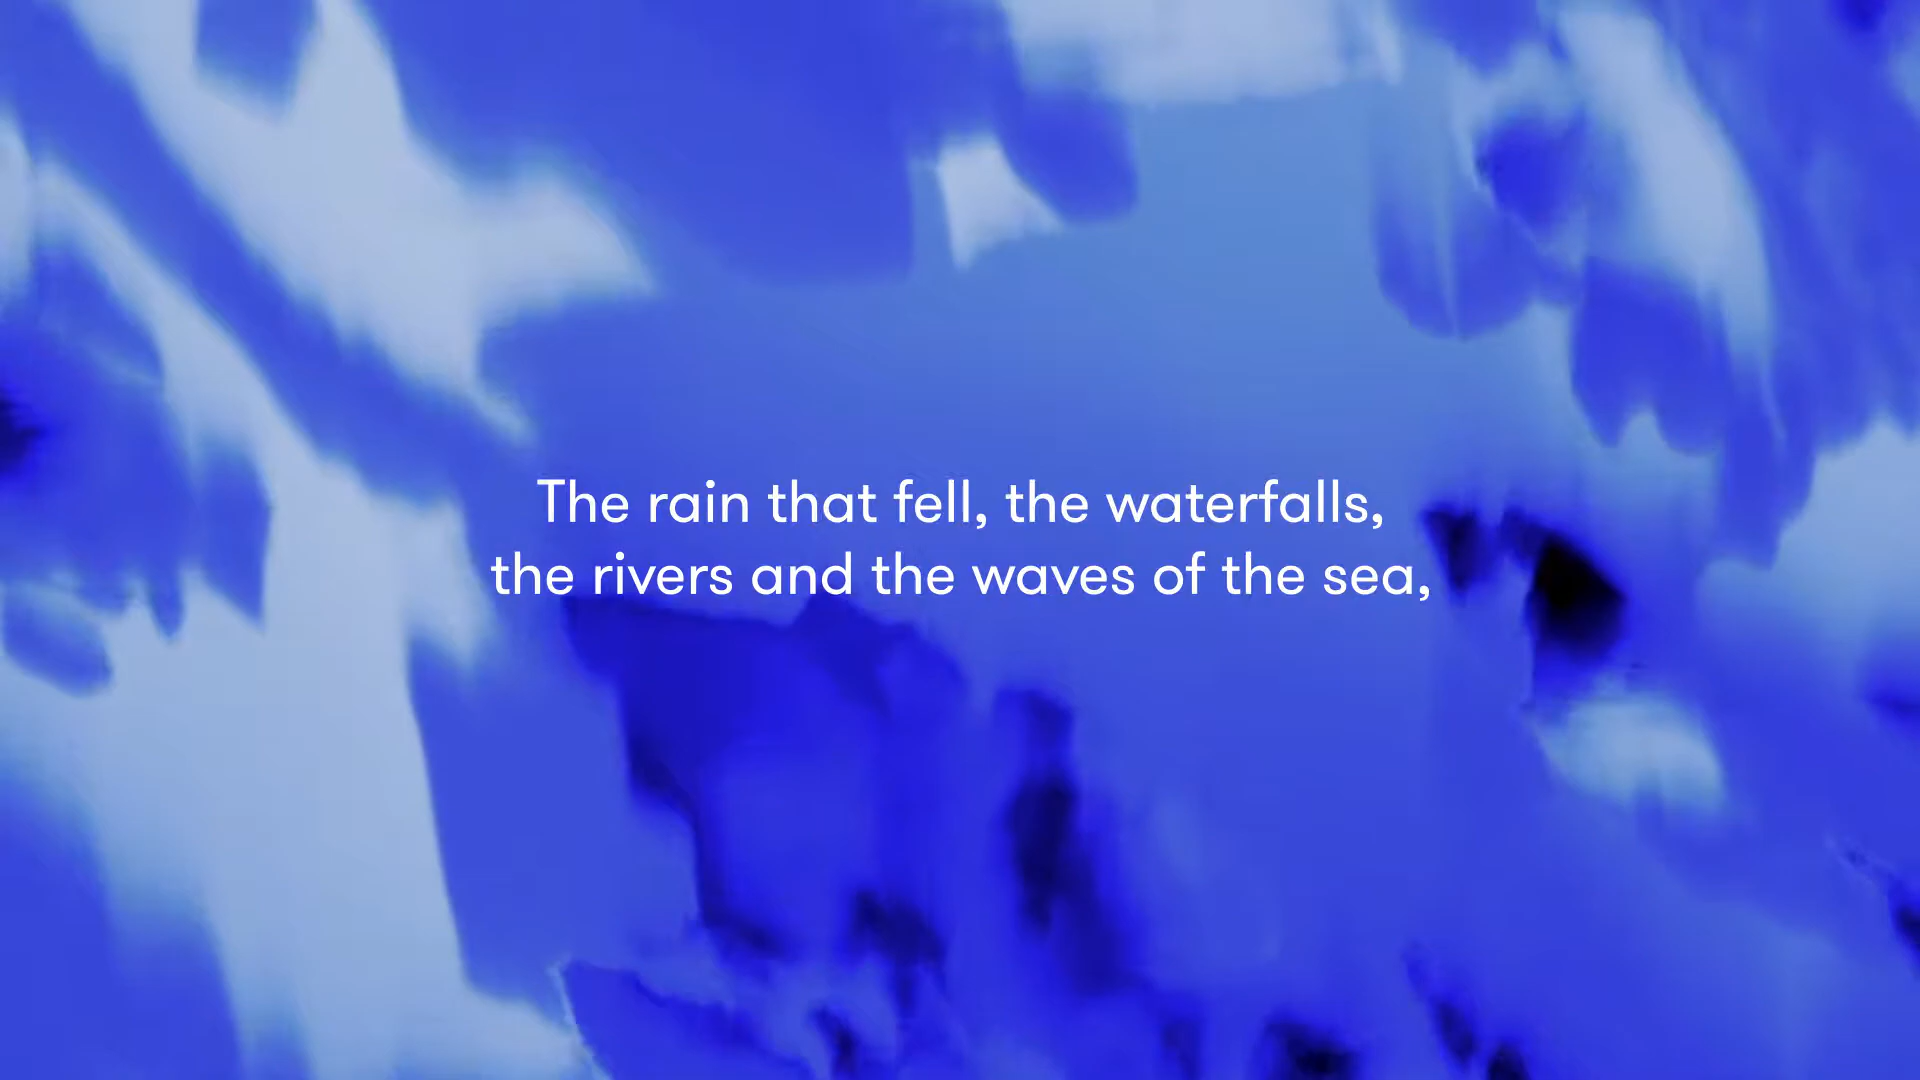 The rain that fell, the waterfalls,
the rivers and the waves of the sea,